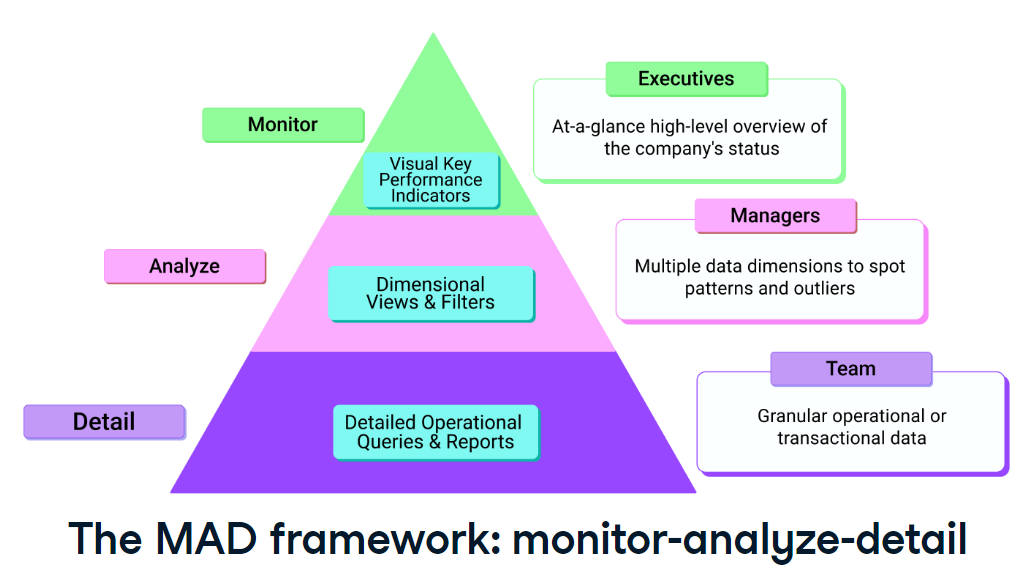 Executives
Monitor
At-a-glance high-level overview of
the company's status
Visual Key
Performance
Indicators
Managers
Analyze
Multiple data dimensions to spot
patterns and outliers
Dimensional
Views & Filters
Team
Detail
Granular operational or
transactional data
Detailed Operational
Queries & Reports
The MAD framework: monitor-analyze-detail